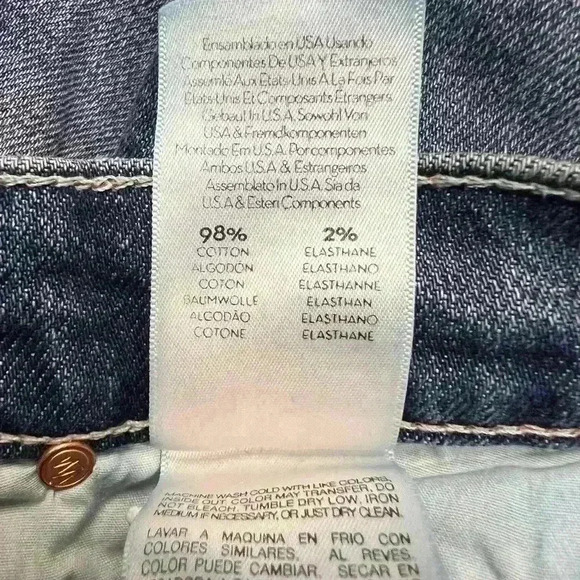 Ensamblado en USA Usando
Componentes De USA Y Extranjeros
Assemblé Aux Etats-Unis A La Fois Par
Etats-Unis Et Composants Étrangers
Gebaut In U.S.A. Sowohl Von
USA & Fremdkomponenten
Montado Em U.S.A. Por componentes
Ambos U.S.A & Estrangeiros
Assemblato In U.S.A. Sia da
U.S.A & Esteri Components
98% 2%
COTTON ELASTHANE
ALGODÓN ELASTHANO
COTON ELASTHANNE
BAUMWOLLE ELASTHAN
ALGODÃO ELASTHANO
COTONE ELASTHANE
MACHINE WASH COLD WITH LIKE COLORS,
INSIDE OUT. COLOR MAY TRANSFER. DO
NOT BLEACH. TUMBLE DRY LOW. IRON
MEDIUM IF NECESSARY, OR JUST DRY CLEAN.
LAVAR A MAQUINA EN FRIO CON
COLORES SIMILARES, AL REVES.
COLOR PUEDE CAMBIAR. SECAR EN